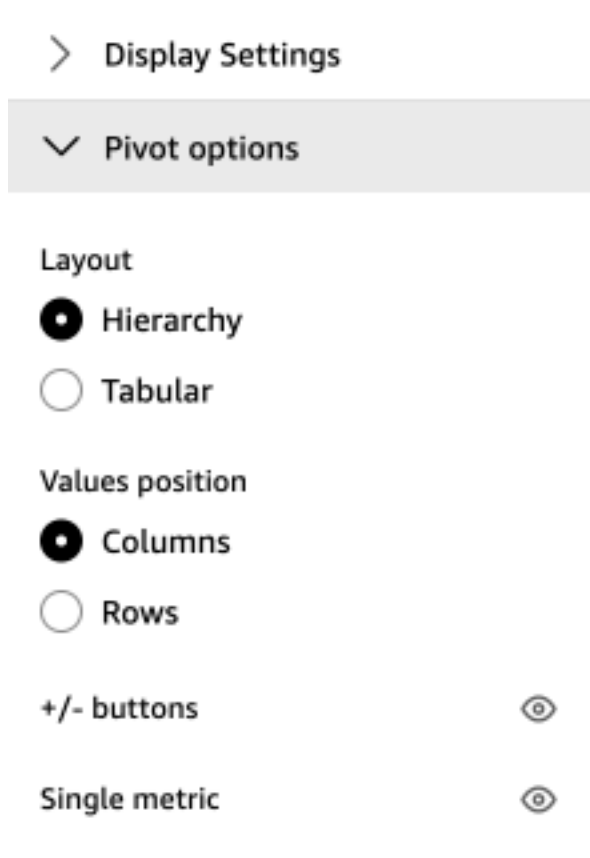 Display Settings
Pivot options
Layout
Hierarchy
Tabular
Values position
Columns
Rows
+/- buttons
Single metric